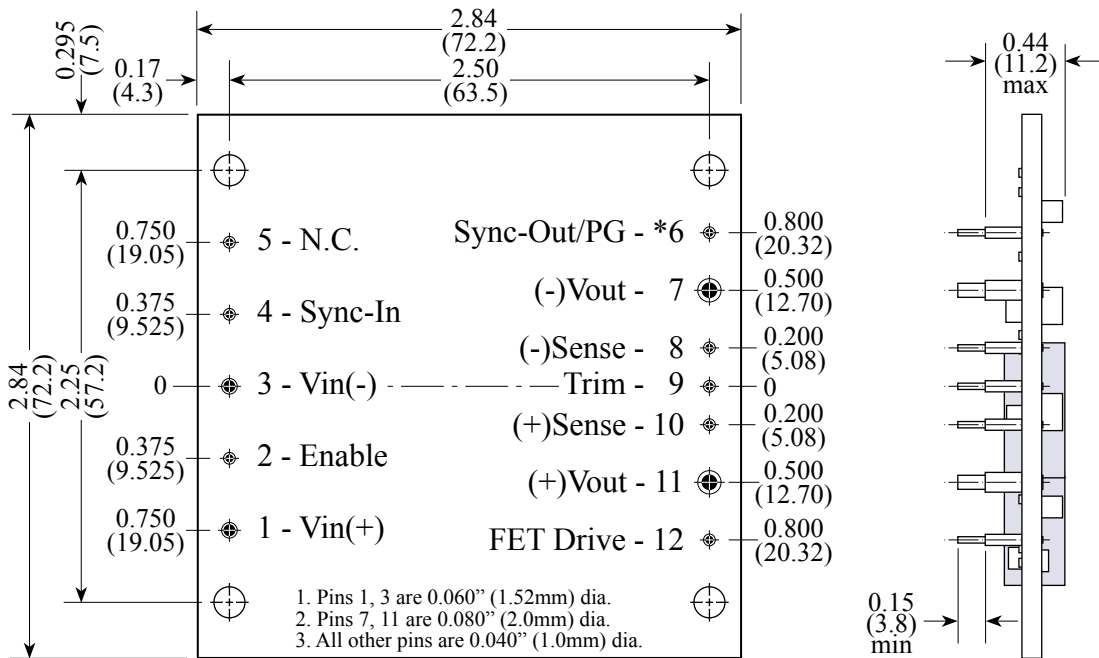 2.84
(72.2)
2.50
(63.5)
0.295
(7.5)
0.17
(4.3)
0.44
(11.2)
max
2.84
(72.2)
2.25
(57.2)
0.750
(19.05)
5 - N.C.
0.375
(9.525)
4 - Sync-In
0
3 - Vin(-)
0.375
(9.525)
2 - Enable
0.750
(19.05)
1 - Vin(+)
Sync-Out/PG - *6
0.800
(20.32)
(-)Vout - 7
0.500
(12.70)
(-)Sense - 8
0.200
(5.08)
Trim - 9
0
(+)Sense - 10
0.200
(5.08)
(+)Vout - 11
0.500
(12.70)
FET Drive - 12
0.800
(20.32)
1. Pins 1, 3 are 0.060” (1.52mm) dia.
2. Pins 7, 11 are 0.080” (2.0mm) dia.
3. All other pins are 0.040” (1.0mm) dia.
0.15
(3.8)
min